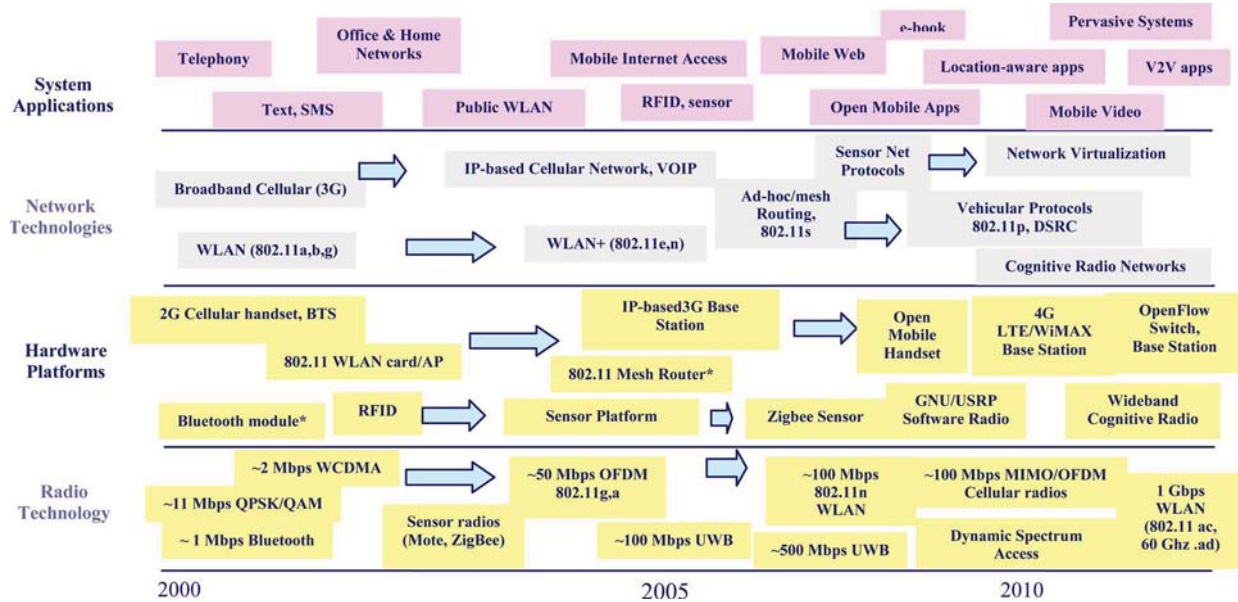 System
Applications
Telephony
Office & Home
Networks
Text, SMS
Public WLAN
Mobile Internet Access
RFID, sensor
Mobile Web
e-book
Open Mobile Apps
Location-aware apps
Pervasive Systems
V2V apps
Mobile Video
Network
Technologies
Broadband Cellular (3G)
IP-based Cellular Network, VOIP
Sensor Net
Protocols
Network Virtualization
WLAN (802.11a,b,g)
WLAN+ (802.11e,n)
Ad-hoc/mesh
Routing,
802.11s
Vehicular Protocols
802.11p, DSRC
Cognitive Radio Networks
Hardware
Platforms
2G Cellular handset, BTS
802.11 WLAN card/AP
IP-based3G Base
Station
802.11 Mesh Router*
Open
Mobile
Handset
4G
LTE/WiMAX
Base Station
OpenFlow
Switch,
Base Station
Bluetooth module*
RFID
Sensor Platform
Zigbee Sensor
GNU/USRP
Software Radio
Wideband
Cognitive Radio
Radio
Technology
~2 Mbps WCDMA
~11 Mbps QPSK/QAM
~ 1 Mbps Bluetooth
Sensor radios
(Mote, ZigBee)
~50 Mbps OFDM
802.11g,a
~100 Mbps UWB
~100 Mbps
802.11n
WLAN
~500 Mbps UWB
~100 Mbps MIMO/OFDM
Cellular radios
Dynamic Spectrum
Access
1 Gbps
WLAN
(802.11 ac,
60 Ghz .ad)
2000
2005
2010